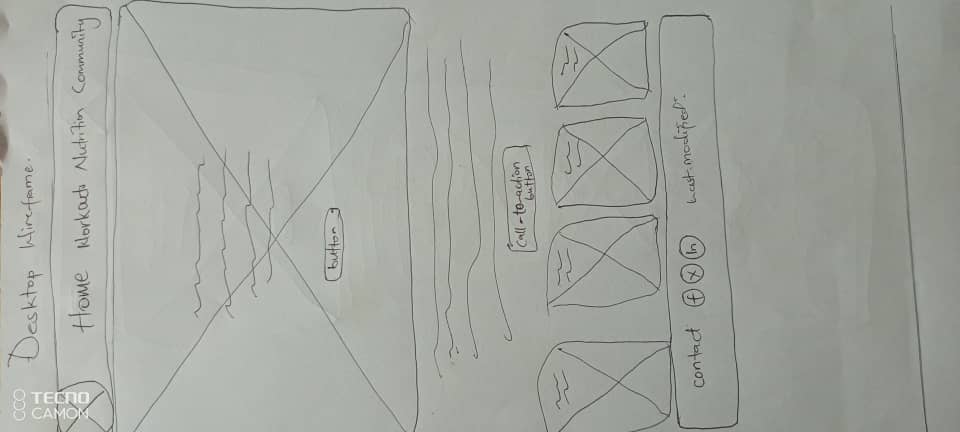 Desktop Wireframe.
Home Workouts Nutrition Community
button
call-to-action
button
contact f X in Last modified:
TECNO
CAMON